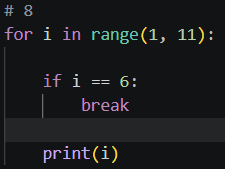 # 8
for i in range(1, 11):
    if i == 6:
        break
    print(i)